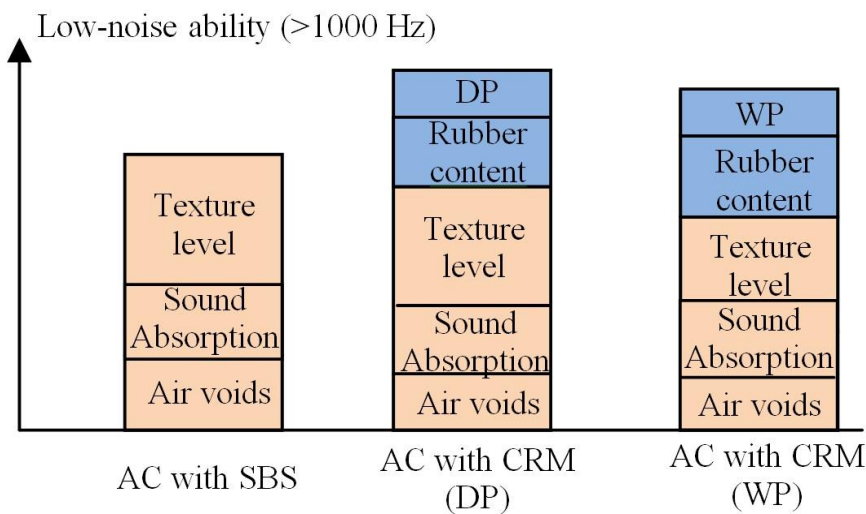 Low-noise ability (>1000 Hz)
Texture
level
Sound
Absorption
Air voids
AC with SBS
DP
Rubber
content
Texture
level
Sound
Absorption
Air voids
AC with CRM
(DP)
WP
Rubber
content
Texture
level
Sound
Absorption
Air voids
AC with CRM
(WP)